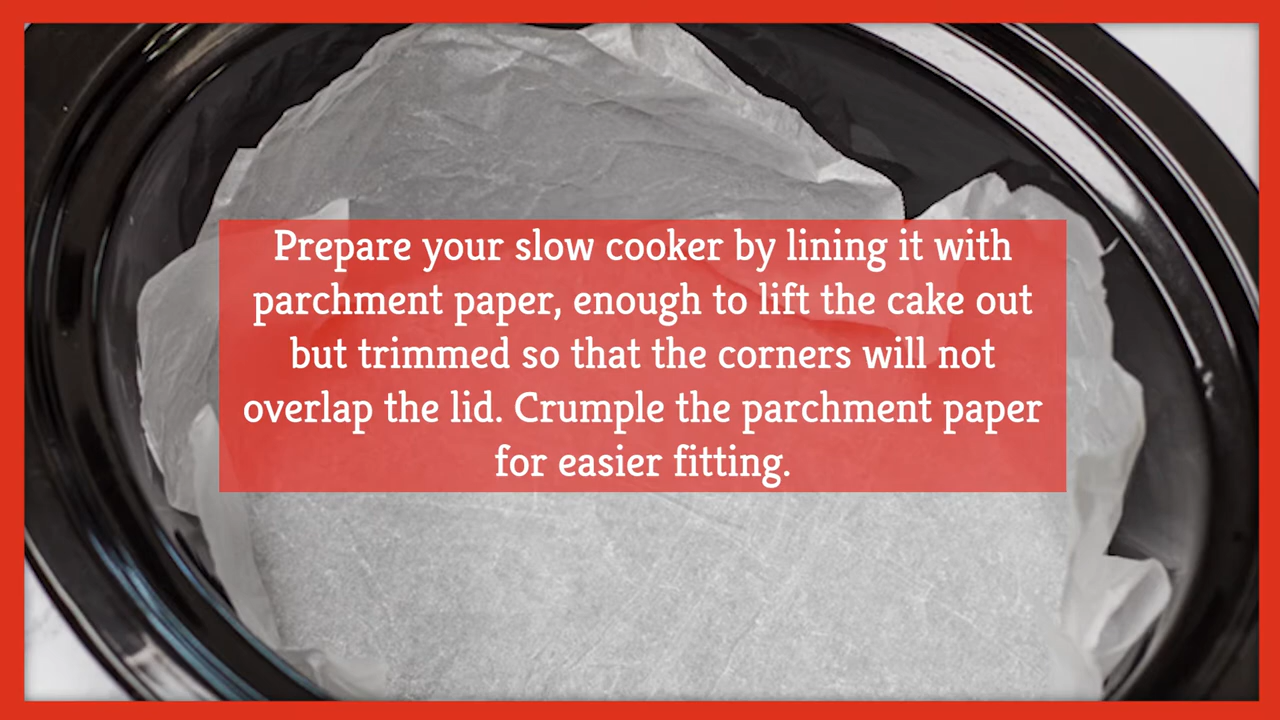 Prepare your slow cooker by lining it with
parchment paper, enough to lift the cake out
but trimmed so that the corners will not
overlap the lid. Crumple the parchment paper
for easier fitting.